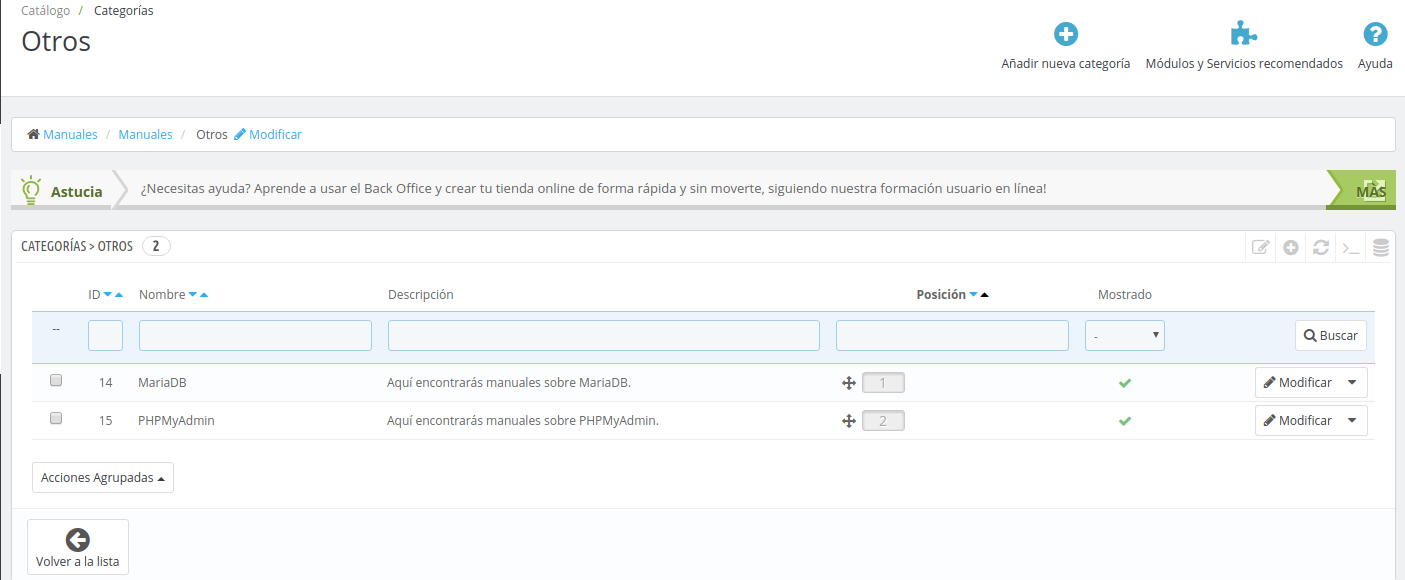 Catálogo / Categorías
Otros
Añadir nueva categoría Módulos y Servicios recomendados Ayuda
Manuales / Manuales / Otros Modificar
Astucia ¿Necesitas ayuda? Aprende a usar el Back Office y crear tu tienda online de forma rápida y sin moverte, siguiendo nuestra formación usuario en línea! MÁS
CATEGORÍAS > OTROS 2
ID Nombre Descripción Posición Mostrado
-- - Buscar
14 MariaDB Aquí encontrarás manuales sobre MariaDB. 1 Modificar
15 PHPMyAdmin Aquí encontrarás manuales sobre PHPMyAdmin. 2 Modificar
Acciones Agrupadas
Volver a la lista